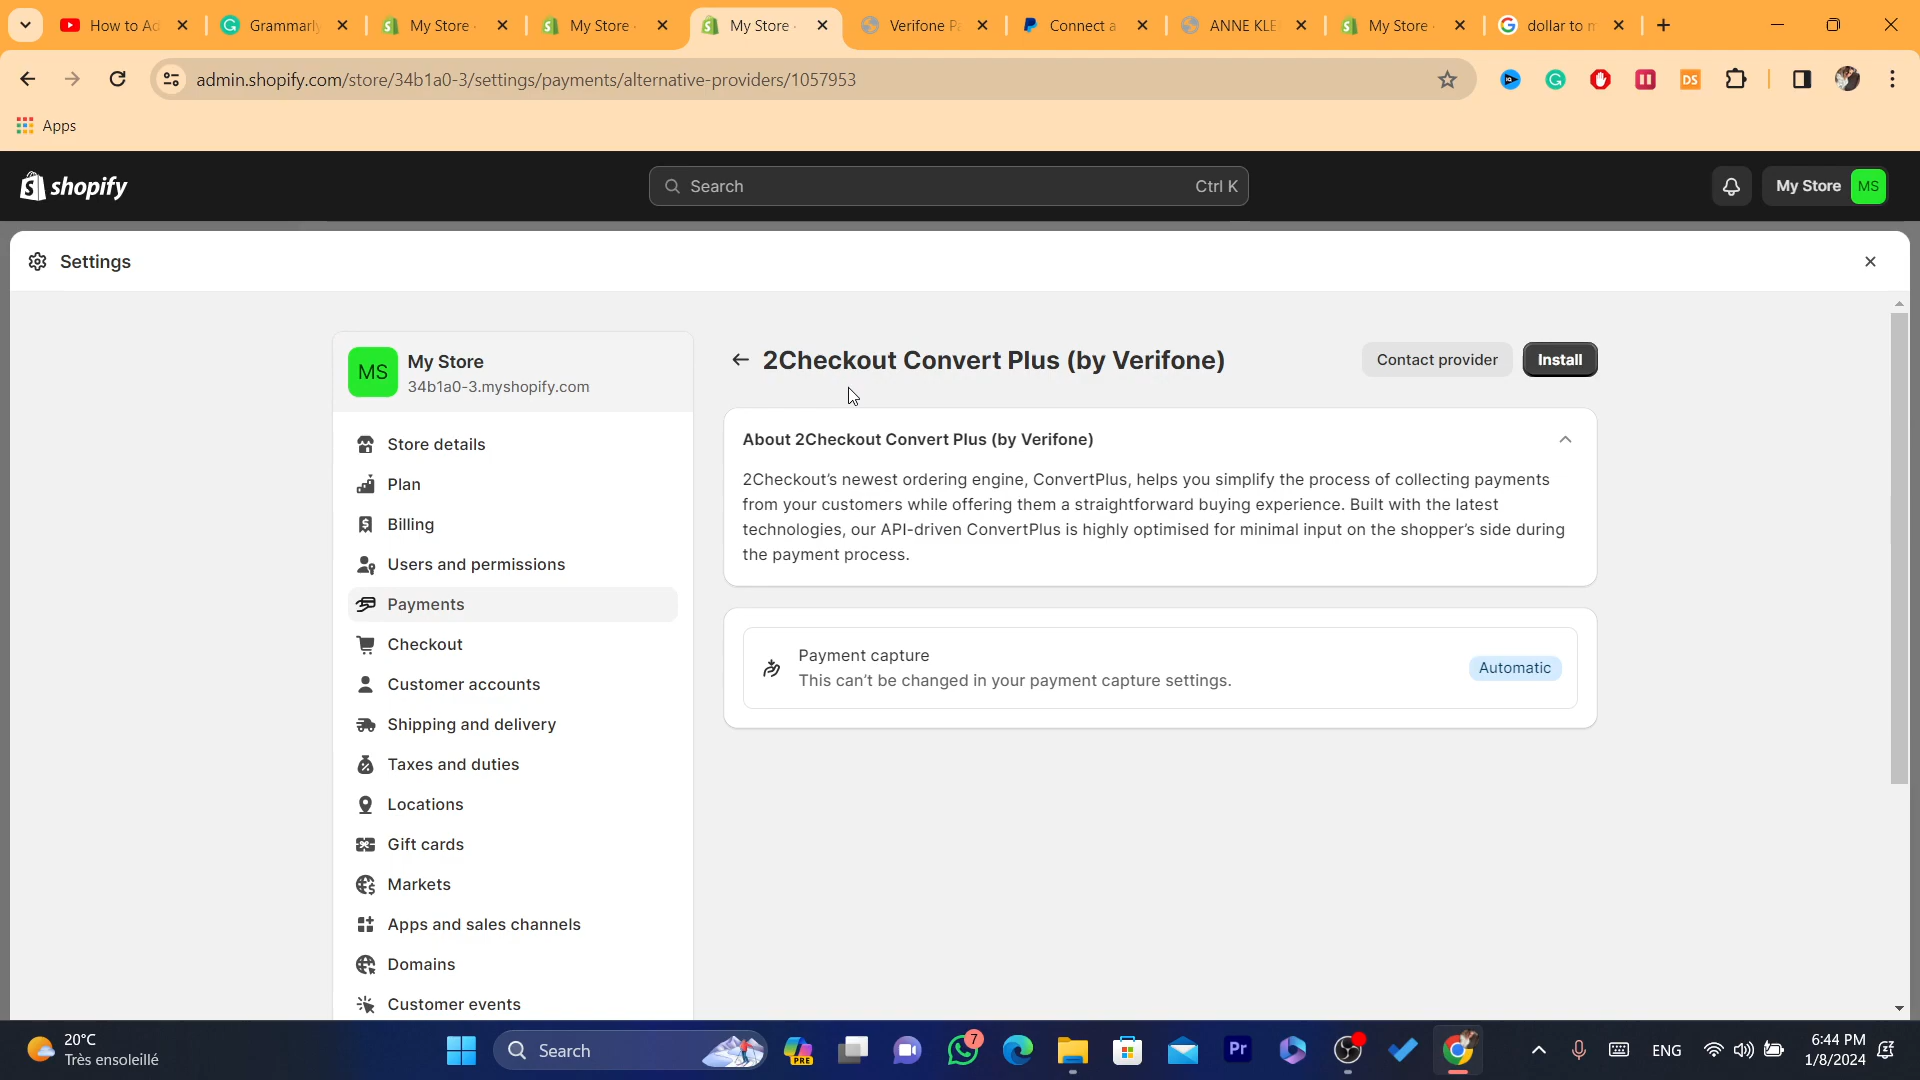 How to Ad
Grammarly
My Store ·
My Store ·
My Store ·
Verifone Pa
Connect a
ANNE KLE
My Store ·
dollar to m
admin.shopify.com/store/34b1a0-3/settings/payments/alternative-providers/1057953
DS
Apps
shopify
Search
Ctrl K
My Store
MS
Settings
MS
My Store
34b1a0-3.myshopify.com
Store details
Plan
Billing
Users and permissions
Payments
Checkout
Customer accounts
Shipping and delivery
Taxes and duties
Locations
Gift cards
Markets
Apps and sales channels
Domains
Customer events
2Checkout Convert Plus (by Verifone)
Contact provider
Install
About 2Checkout Convert Plus (by Verifone)
2Checkout's newest ordering engine, ConvertPlus, helps you simplify the process of collecting payments
from your customers while offering them a straightforward buying experience. Built with the latest
technologies, our API-driven ConvertPlus is highly optimised for minimal input on the shopper's side during
the payment process.
Payment capture
This can't be changed in your payment capture settings.
Automatic
20°C
Très ensoleillé
Search
PRE
7
Pr
ENG
6:44 PM
1/8/2024